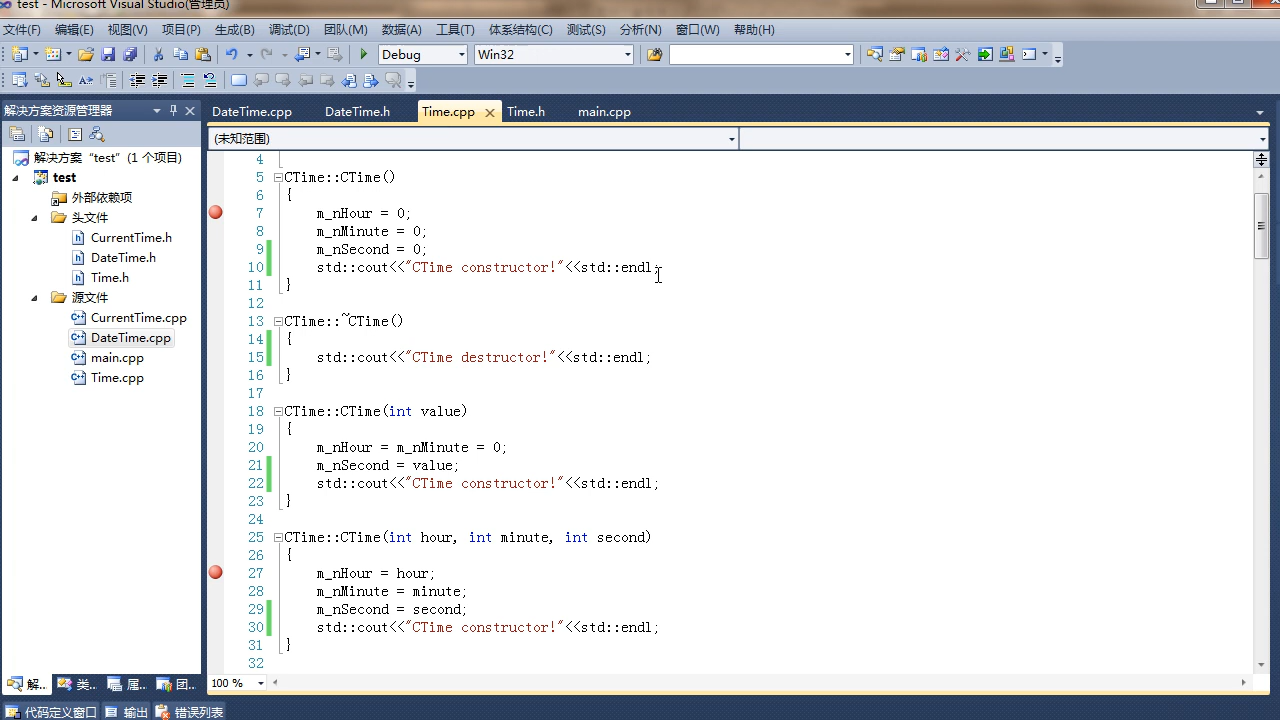 test - Microsoft Visual Studio(管理员)
文件(F) 编辑(E) 视图(V) 项目(P) 生成(B) 调试(D) 团队(M) 数据(A) 工具(T) 体系结构(C) 测试(S) 分析(N) 窗口(W) 帮助(H)
Debug Win32
解决方案资源管理器
DateTime.cpp DateTime.h Time.cpp Time.h main.cpp
(未知范围)
解决方案 “test” (1 个项目)
test
外部依赖项
头文件
CurrentTime.h
DateTime.h
Time.h
源文件
CurrentTime.cpp
DateTime.cpp
main.cpp
Time.cpp
4
5 CTime::CTime()
6 {
7 m_nHour = 0;
8 m_nMinute = 0;
9 m_nSecond = 0;
10 std::cout<<"CTime constructor!"<<std::endl;
11 }
12
13 CTime::~CTime()
14 {
15 std::cout<<"CTime destructor!"<<std::endl;
16 }
17
18 CTime::CTime(int value)
19 {
20 m_nHour = m_nMinute = 0;
21 m_nSecond = value;
22 std::cout<<"CTime constructor!"<<std::endl;
23 }
24
25 CTime::CTime(int hour, int minute, int second)
26 {
27 m_nHour = hour;
28 m_nMinute = minute;
29 m_nSecond = second;
30 std::cout<<"CTime constructor!"<<std::endl;
31 }
32
解... 类... 属... 团...
100 %
代码定义窗口 输出 错误列表